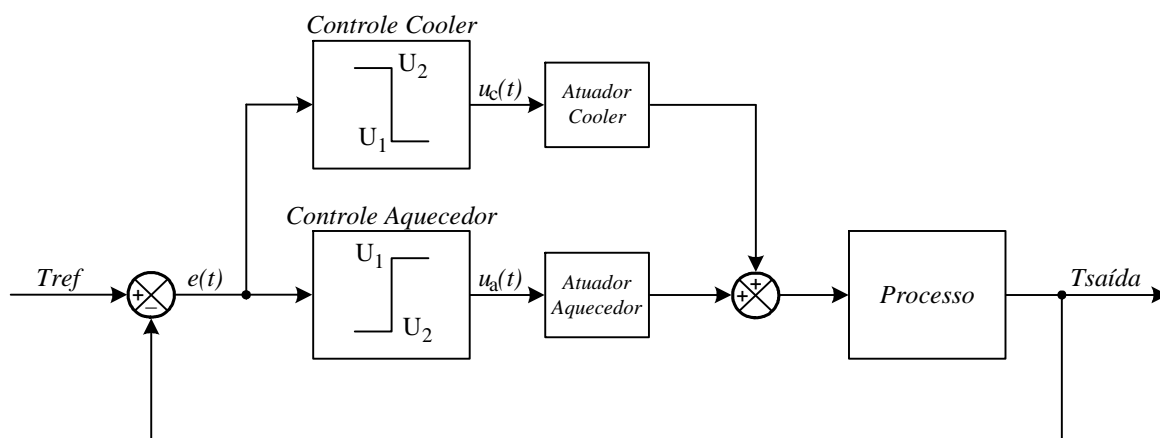 Controle Cooler
U2
U1
uc(t)
Atuador
Cooler
Controle Aquecedor
U1
U2
ua(t)
Atuador
Aquecedor
Tref
+
−
e(t)
+
+
Processo
Tsaída